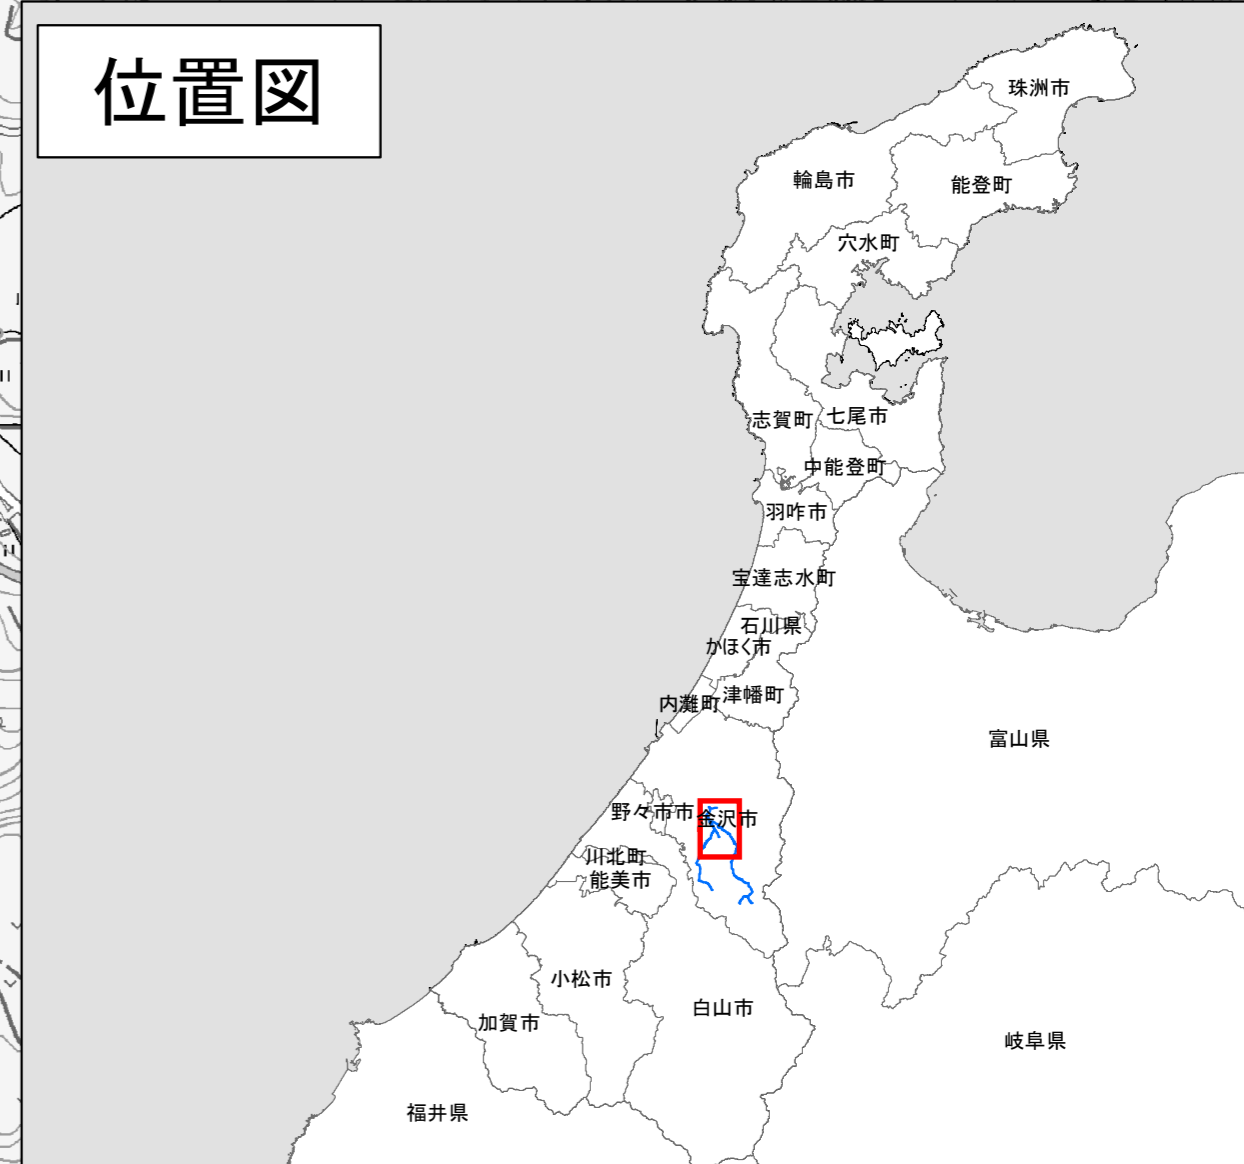 位置図
珠洲市
輪島市
能登町
穴水町
志賀町
七尾市
中能登町
羽咋市
宝達志水町
石川県
かほく市
津幡町
内灘町
富山県
野々市市
金沢市
川北町
能美市
小松市
白山市
加賀市
岐阜県
福井県